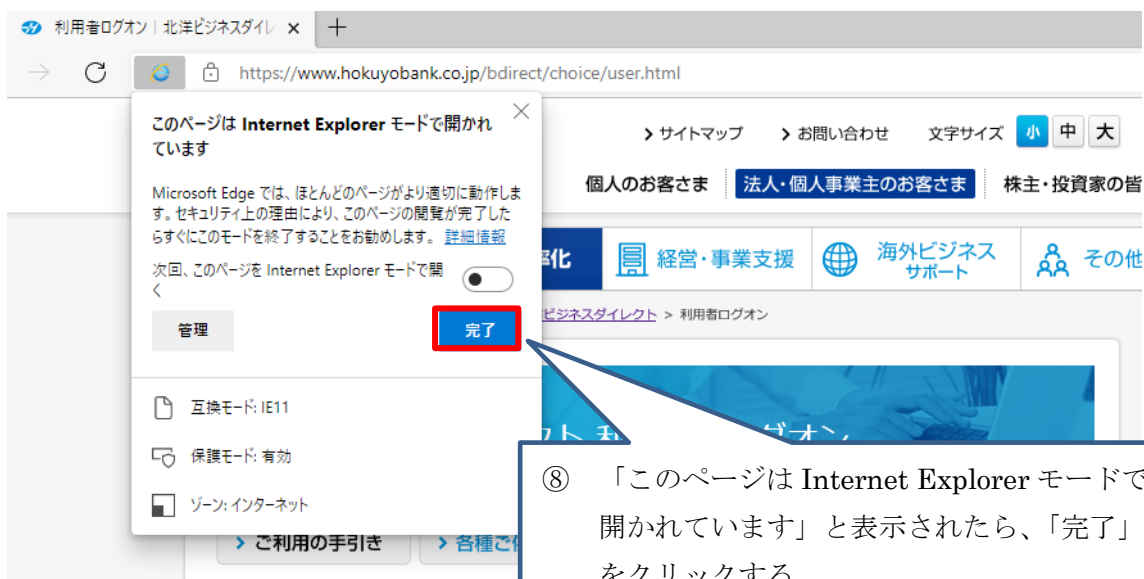 利用者ログオン｜北洋ビジネスダイレ
https://www.hokuyobank.co.jp/bdirect/choice/user.html
このページは Internet Explorer モードで開かれ
ています
Microsoft Edge では、ほとんどのページがより適切に動作しま
す。セキュリティ上の理由により、このページの閲覧が完了した
らすぐにこのモードを終了することをお勧めします。 詳細情報
次回、このページを Internet Explorer モードで開
く
管理 完了
互換モード: IE11
保護モード: 有効
ゾーン: インターネット
サイトマップ お問い合わせ 文字サイズ 小 中 大
個人のお客さま 法人・個人事業主のお客さま 株主・投資家の皆
率化 経営・事業支援 海外ビジネス
サポート その他
ビジネスダイレクト > 利用者ログオン
ご利用の手引き 各種ご
⑧ 「このページは Internet Explorer モードで
開かれています」と表示されたら、「完了」
をクリックする